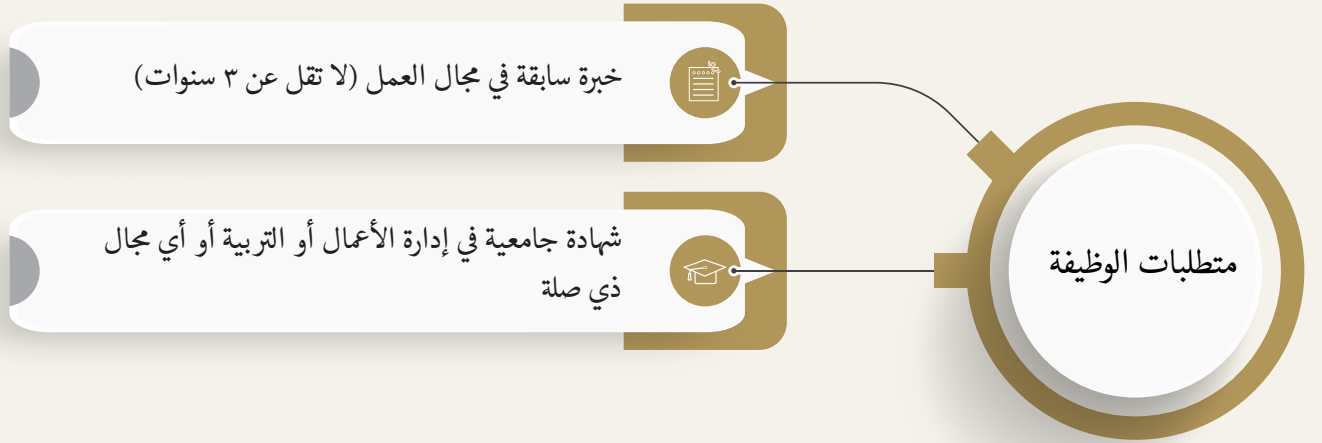 متطلبات الوظيفة
خبرة سابقة في مجال العمل (لا تقل عن ٣ سنوات)
شهادة جامعية في إدارة الأعمال أو التربية أو أي مجال
ذي صلة